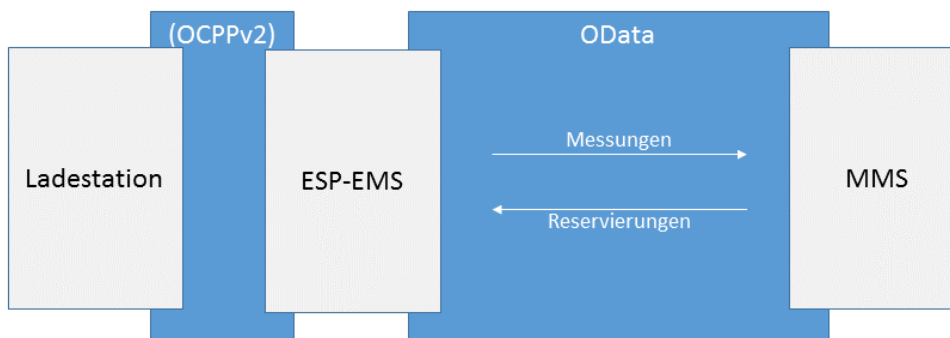 (OCPPv2)
OData
Ladestation
ESP-EMS
Messungen
Reservierungen
MMS